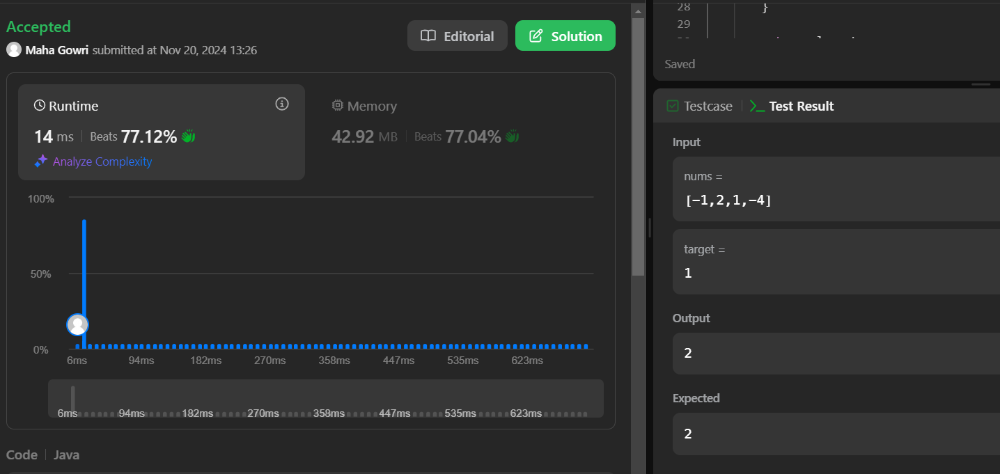 Accepted
Maha Gowri submitted at Nov 20, 2024 13:26
Editorial
Solution
Runtime
14 ms Beats 77.12%
Analyze Complexity
Memory
42.92 MB Beats 77.04%
100%
50%
0%
6ms 94ms 182ms 270ms 358ms 447ms 535ms 623ms
6ms 94ms 182ms 270ms 358ms 447ms 535ms 623ms
Code Java
28 }
29
Saved
Testcase
Test Result
Input
nums =
[-1,2,1,-4]
target =
1
Output
2
Expected
2